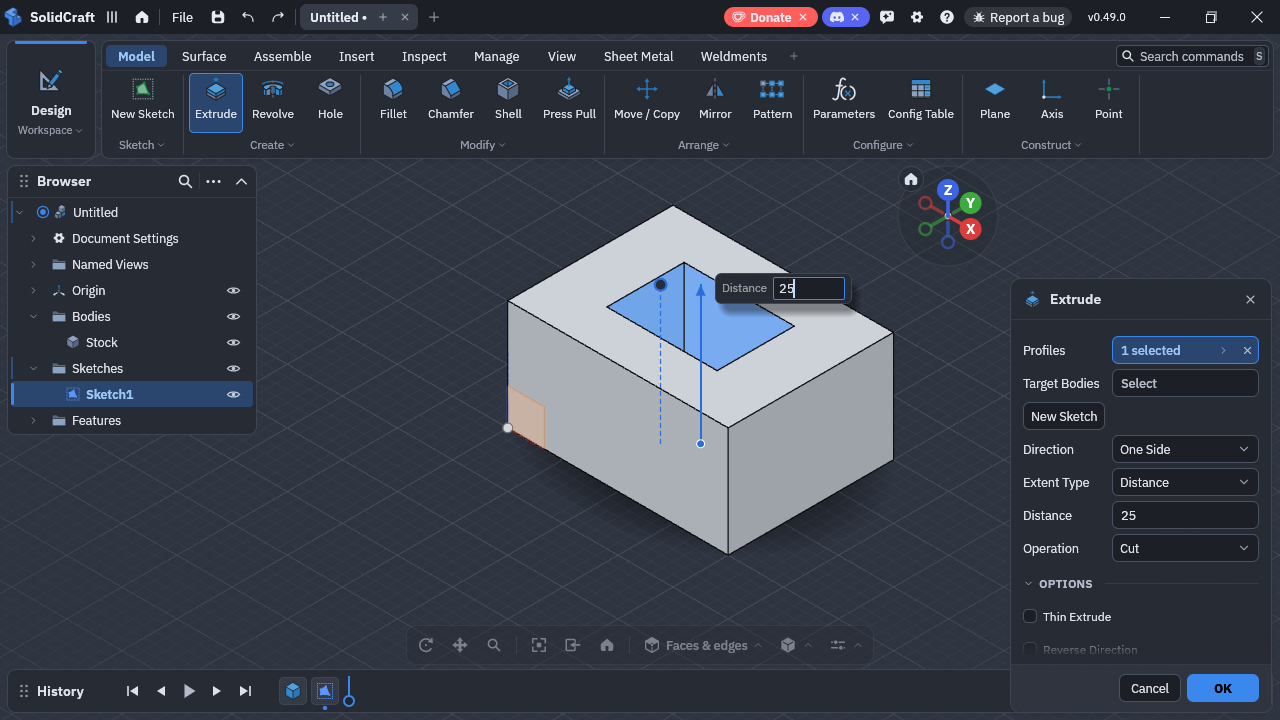 SolidCraft
File
Untitled •
Donate
Report a bug
v0.49.0
Design
Workspace
Model
Surface
Assemble
Insert
Inspect
Manage
View
Sheet Metal
Weldments
Search commands
S
New Sketch
Extrude
Revolve
Hole
Fillet
Chamfer
Shell
Press Pull
Move / Copy
Mirror
Pattern
Parameters
Config Table
Plane
Axis
Point
Sketch
Create
Modify
Arrange
Configure
Construct
Browser
Untitled
Document Settings
Named Views
Origin
Bodies
Stock
Sketches
Sketch1
Features
Z
Y
X
Distance
25
Extrude
Profiles
1 selected
Target Bodies
Select
New Sketch
Direction
One Side
Extent Type
Distance
Distance
25
Operation
Cut
OPTIONS
Thin Extrude
Reverse Direction
Cancel
OK
Faces & edges
History